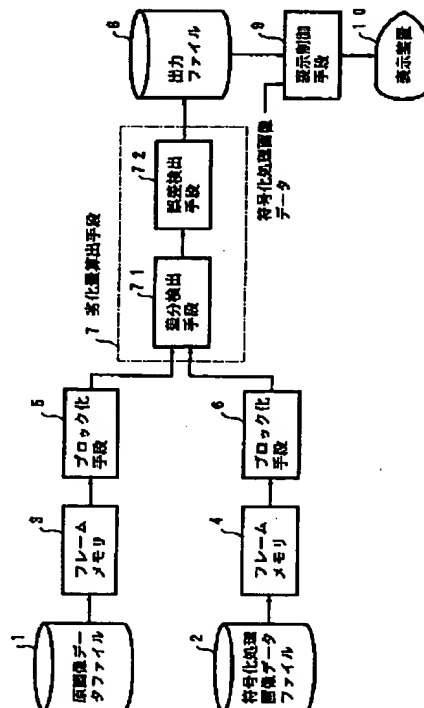 1
原画像デー
タファイル
3
フレーム
メモリ
5
ブロック化
手段
2
符号化処理
画像データ
ファイル
4
フレーム
メモリ
6
ブロック化
手段
7 劣化量算出手段
71
差分検出
手段
72
誤差検出
手段
8
出力
ファイル
符号化処理画像
データ
9
表示制御
手段
10
表示装置